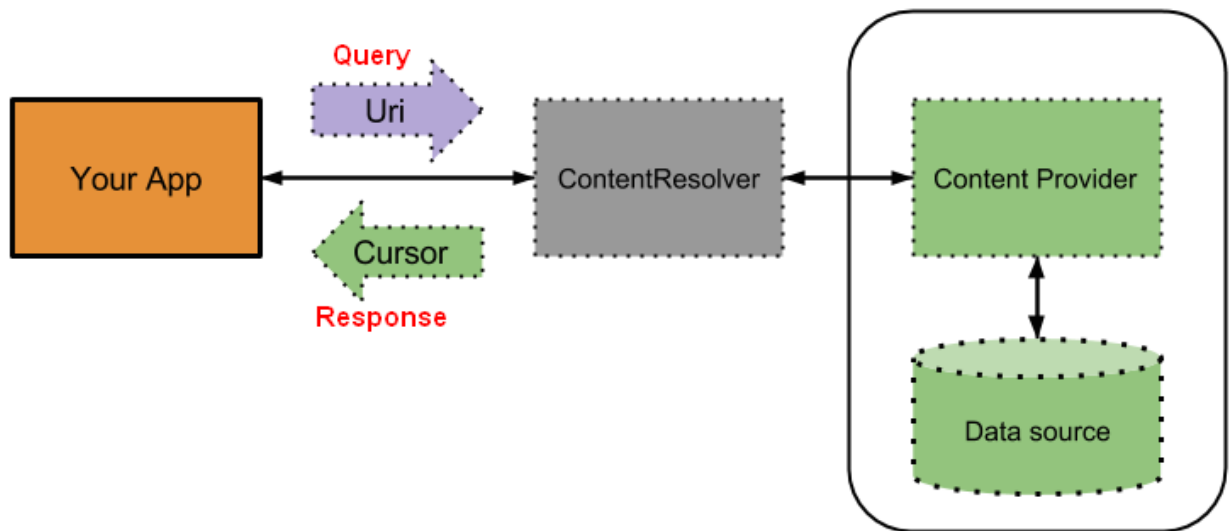 Query
Uri
Your App
ContentResolver
Content Provider
Cursor
Response
Data source